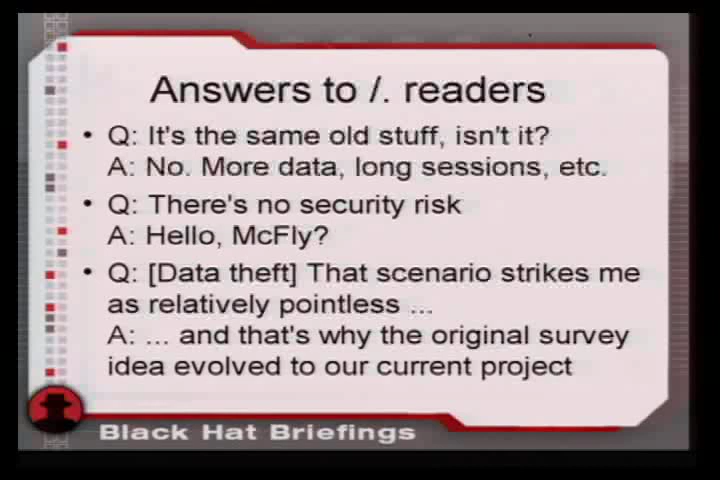 Answers to /. readers
• Q: It's the same old stuff, isn't it?
A: No. More data, long sessions, etc.
• Q: There's no security risk
A: Hello, McFly?
• Q: [Data theft] That scenario strikes me
as relatively pointless ...
A: ... and that's why the original survey
idea evolved to our current project
Black Hat Briefings